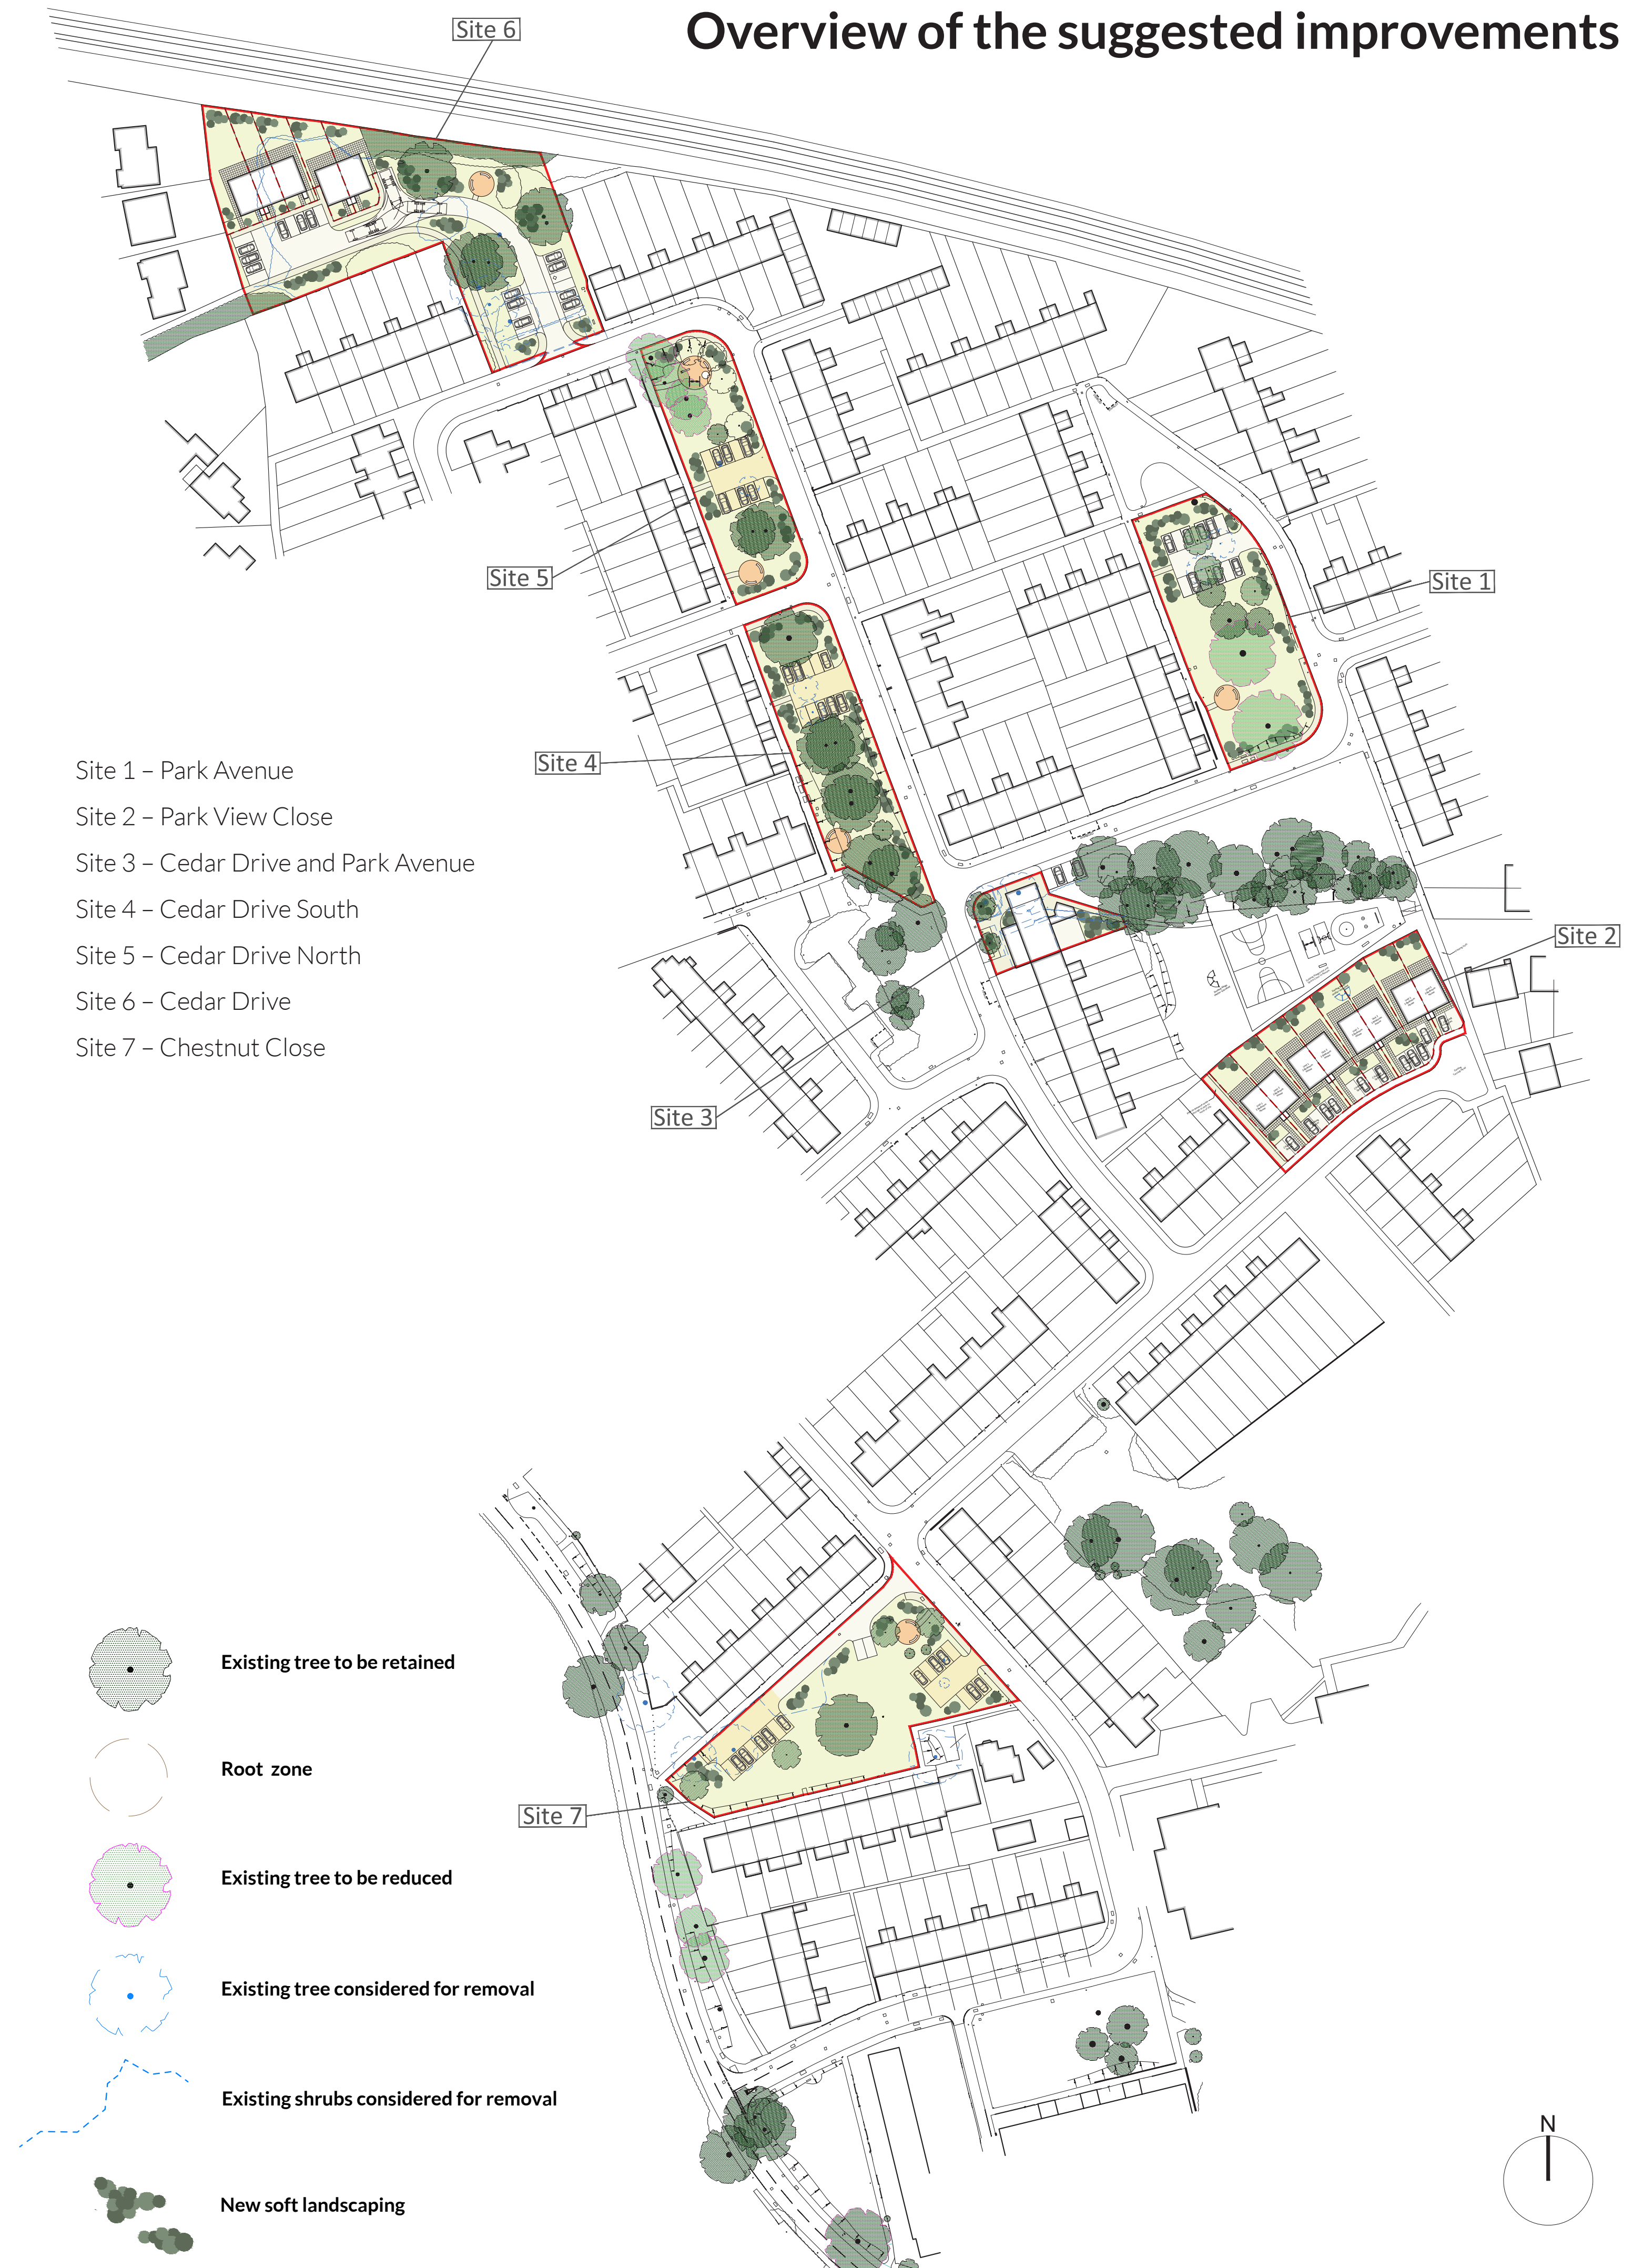 Overview of the suggested improvements
Site 6
Site 5
Site 1
Site 4
Site 2
Site 3
Site 1 – Park Avenue
Site 2 – Park View Close
Site 3 – Cedar Drive and Park Avenue
Site 4 – Cedar Drive South
Site 5 – Cedar Drive North
Site 6 – Cedar Drive
Site 7 – Chestnut Close
Site 7
Existing tree to be retained
Root zone
Existing tree to be reduced
Existing tree considered for removal
Existing shrubs considered for removal
New soft landscaping
N